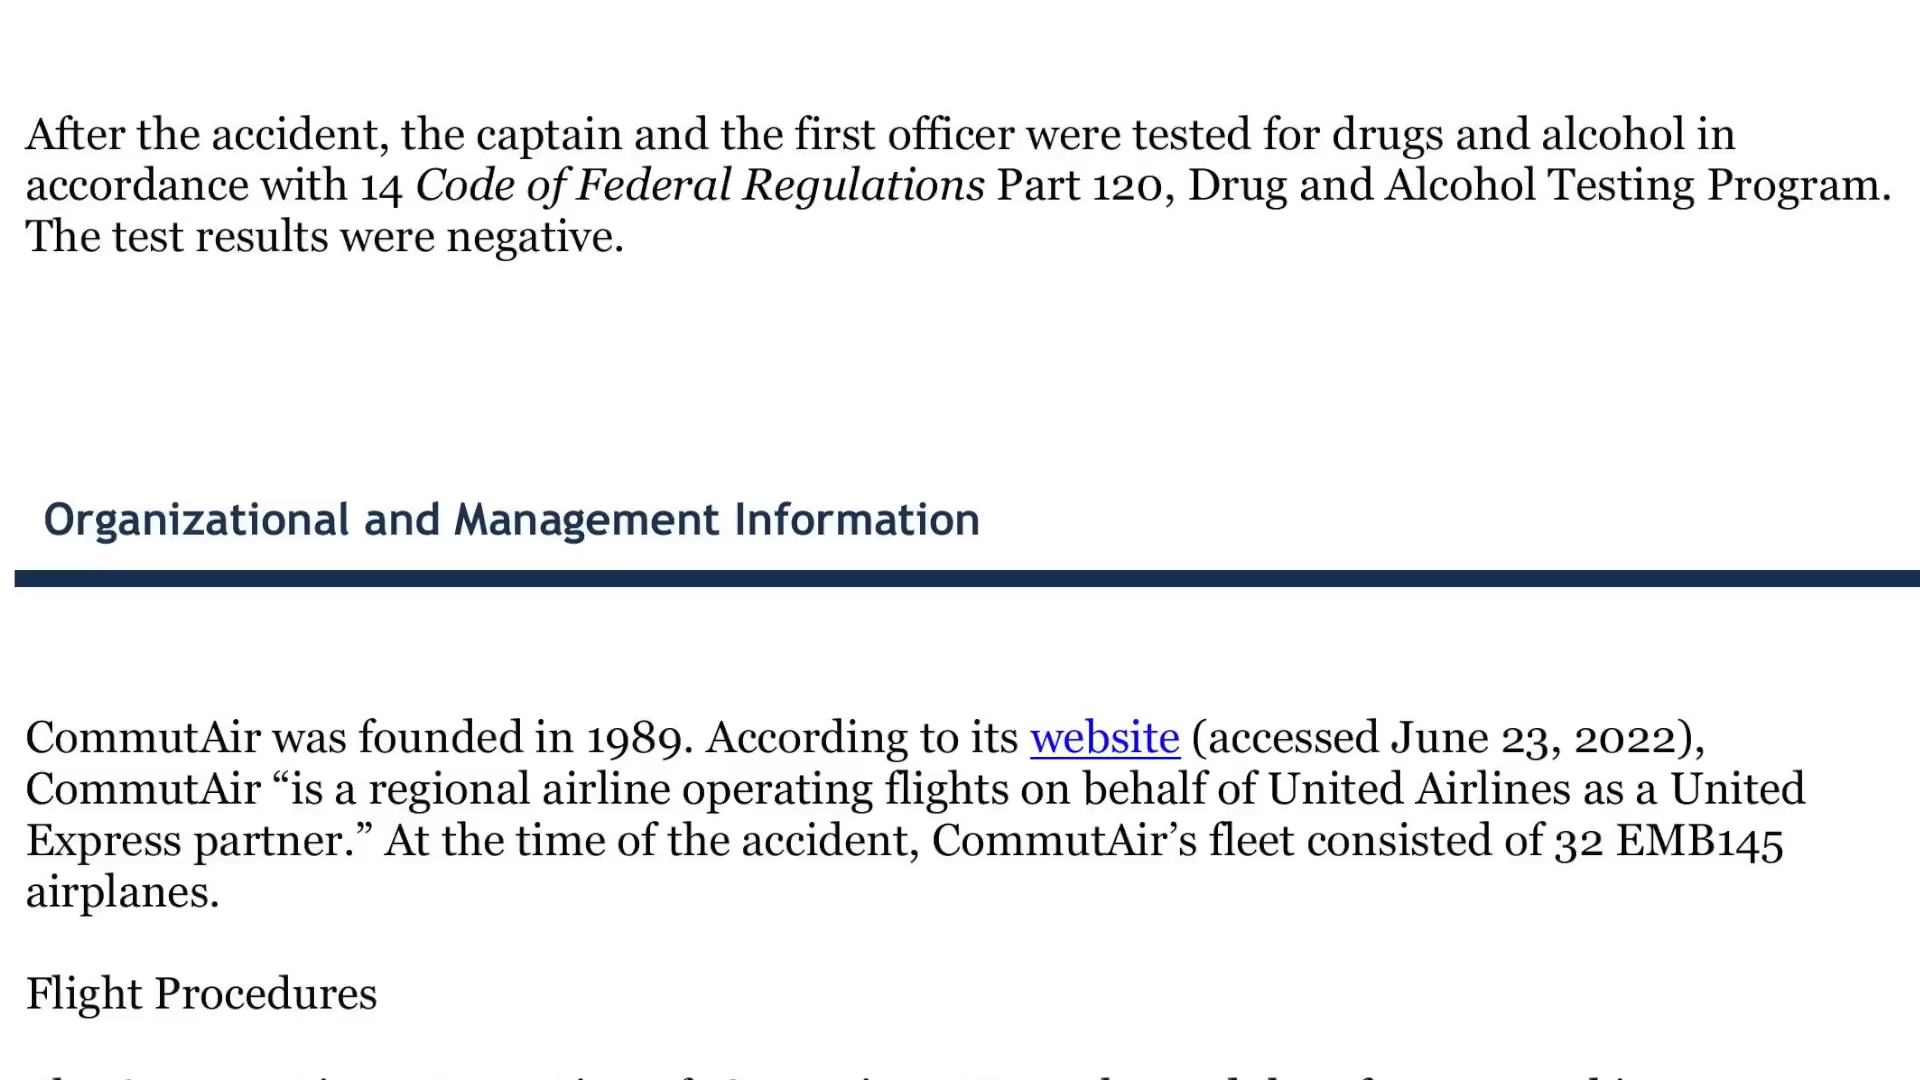 After the accident, the captain and the first officer were tested for drugs and alcohol in
accordance with 14 Code of Federal Regulations Part 120, Drug and Alcohol Testing Program.
The test results were negative.
Organizational and Management Information
CommutAir was founded in 1989. According to its website (accessed June 23, 2022),
CommutAir “is a regional airline operating flights on behalf of United Airlines as a United
Express partner.” At the time of the accident, CommutAir’s fleet consisted of 32 EMB145
airplanes.
Flight Procedures